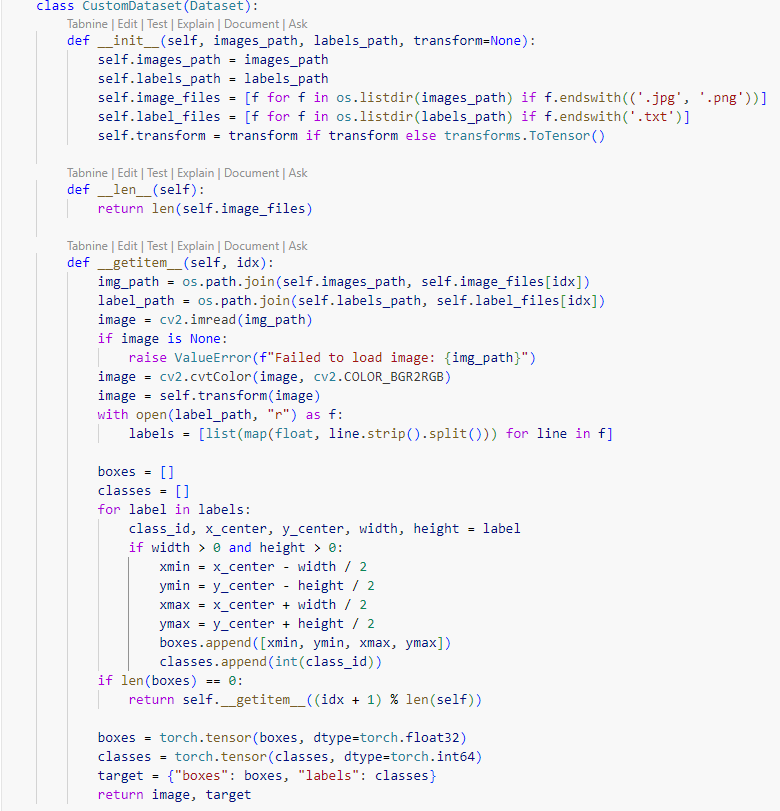 class CustomDataset(Dataset):
Tabnine | Edit | Test | Explain | Document | Ask
def __init__(self, images_path, labels_path, transform=None):
self.images_path = images_path
self.labels_path = labels_path
self.image_files = [f for f in os.listdir(images_path) if f.endswith(('.jpg', '.png'))]
self.label_files = [f for f in os.listdir(labels_path) if f.endswith('.txt')]
self.transform = transform if transform else transforms.ToTensor()
Tabnine | Edit | Test | Explain | Document | Ask
def __len__(self):
return len(self.image_files)
Tabnine | Edit | Test | Explain | Document | Ask
def __getitem__(self, idx):
img_path = os.path.join(self.images_path, self.image_files[idx])
label_path = os.path.join(self.labels_path, self.label_files[idx])
image = cv2.imread(img_path)
if image is None:
raise ValueError(f"Failed to load image: {img_path}")
image = cv2.cvtColor(image, cv2.COLOR_BGR2RGB)
image = self.transform(image)
with open(label_path, "r") as f:
labels = [list(map(float, line.strip().split())) for line in f]
boxes = []
classes = []
for label in labels:
class_id, x_center, y_center, width, height = label
if width > 0 and height > 0:
xmin = x_center - width / 2
ymin = y_center - height / 2
xmax = x_center + width / 2
ymax = y_center + height / 2
boxes.append([xmin, ymin, xmax, ymax])
classes.append(int(class_id))
if len(boxes) == 0:
return self.__getitem__((idx + 1) % len(self))
boxes = torch.tensor(boxes, dtype=torch.float32)
classes = torch.tensor(classes, dtype=torch.int64)
target = {"boxes": boxes, "labels": classes}
return image, target